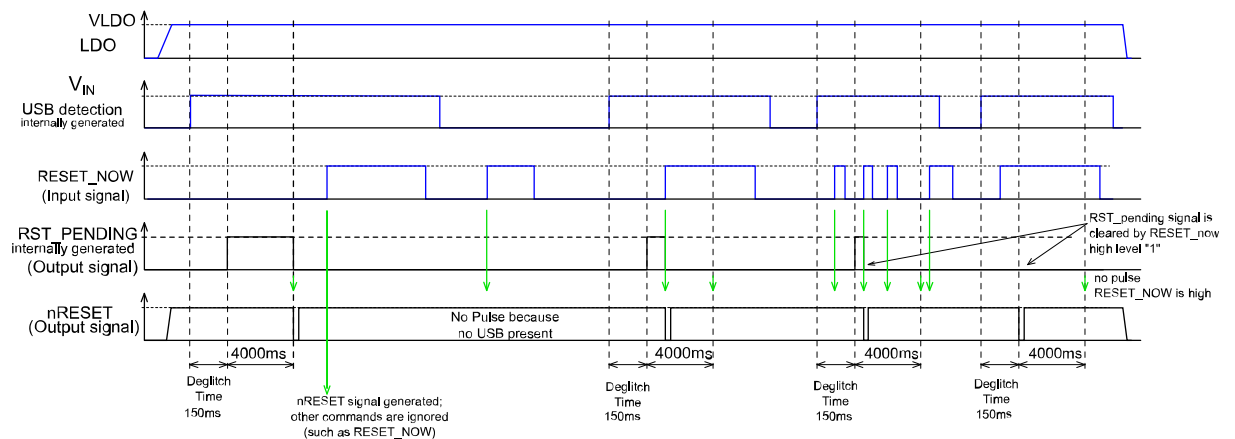 VLDO
LDO
VIN
USB detection
internally generated
RESET_NOW
(Input signal)
RST_PENDING
internally generated
(Output signal)
RST_pending signal is
cleared by RESET_now
high level "1"
no pulse
RESET_NOW is high
nRESET
(Output signal)
No Pulse because
no USB present
4000ms
4000ms
4000ms
4000ms
Deglitch
Time
150ms
nRESET signal generated;
other commands are ignored
(such as RESET_NOW)
Deglitch
Time
150ms
Deglitch
Time
150ms
Deglitch
Time
150ms